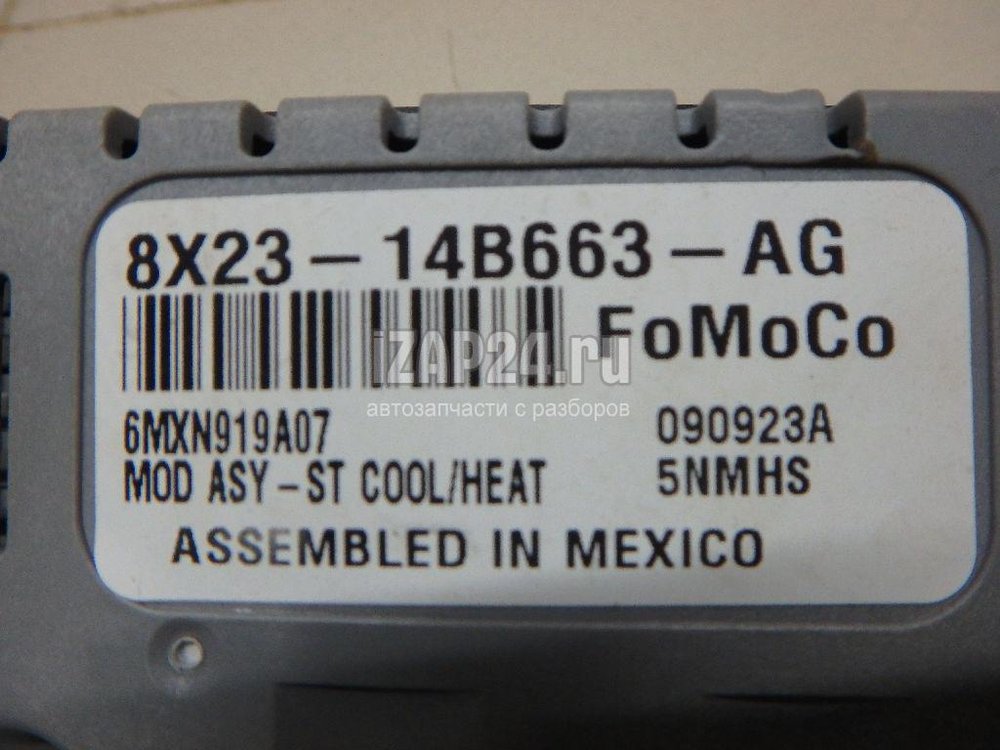 8X23-14B663-AG
FoMoCo
iZAP24.ru
автозапчасти с разборов
6MXN919A07 090923A
MOD ASY-ST COOL/HEAT 5NMHS
ASSEMBLED IN MEXICO